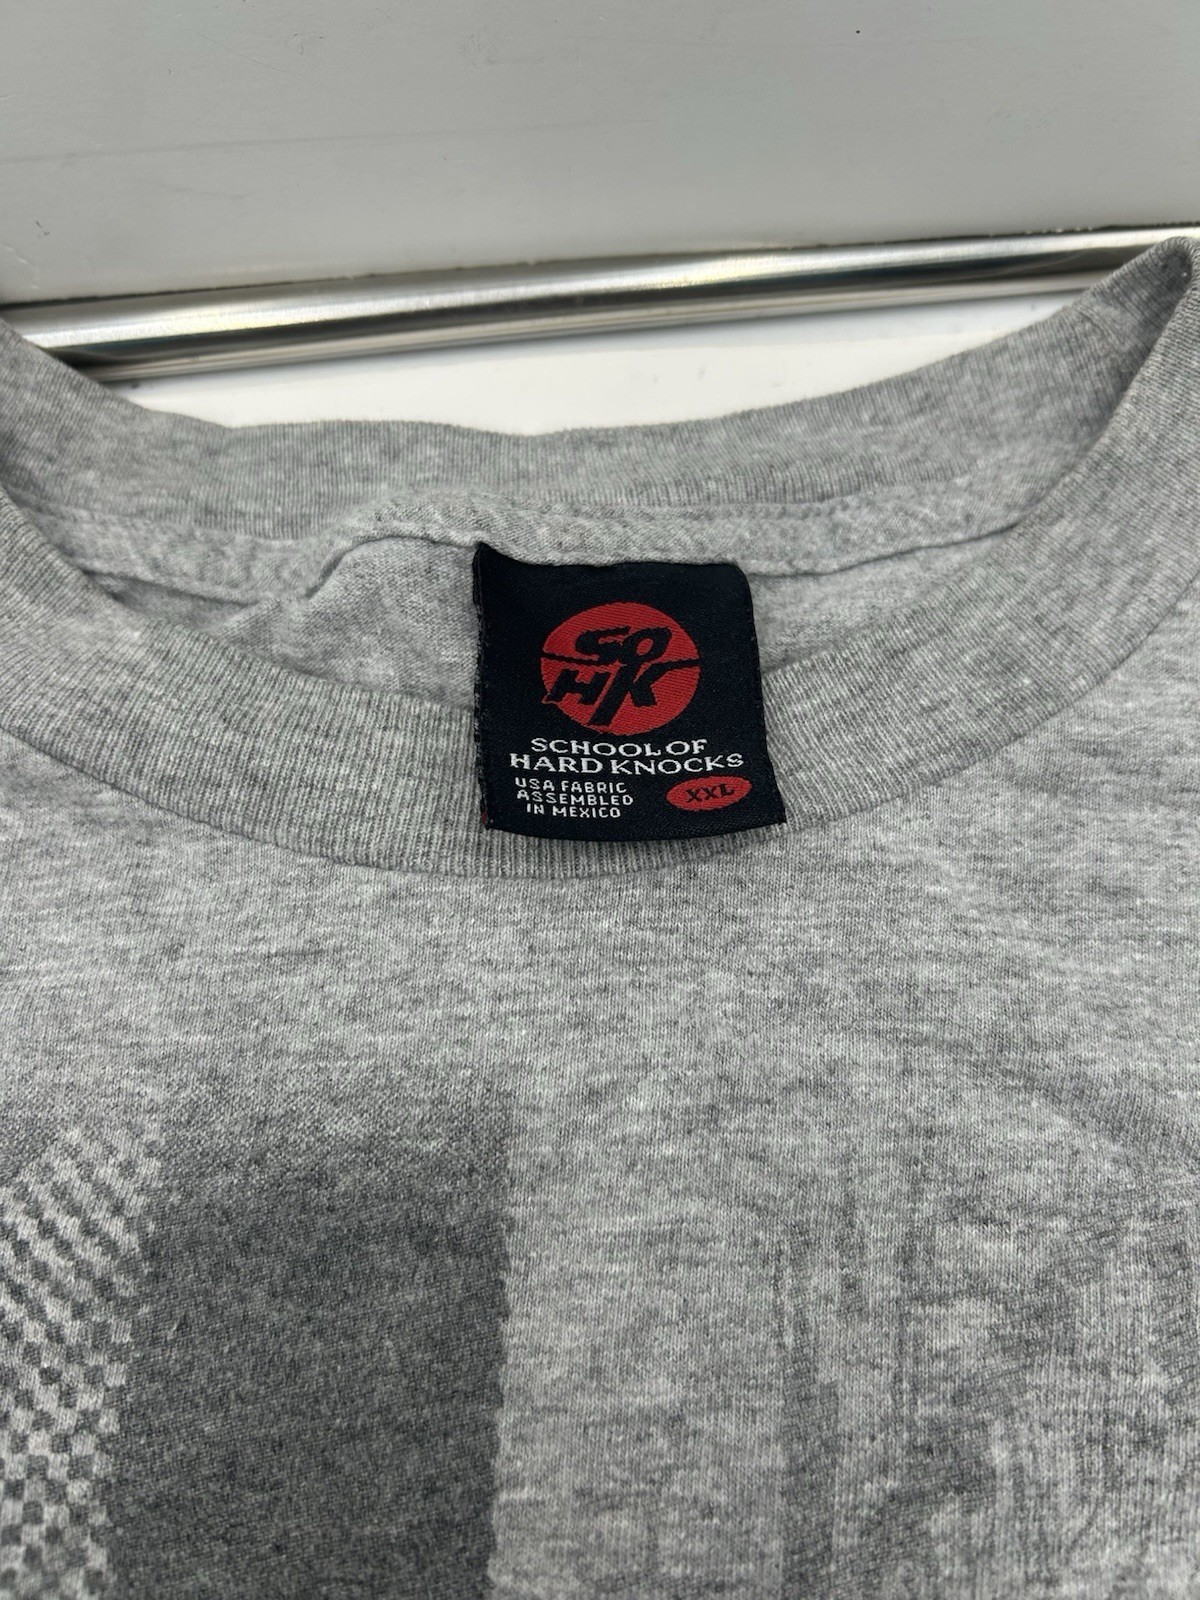 SO
HK
SCHOOL OF
HARD KNOCKS
USA FABRIC
ASSEMBLED
IN MEXICO
XXL